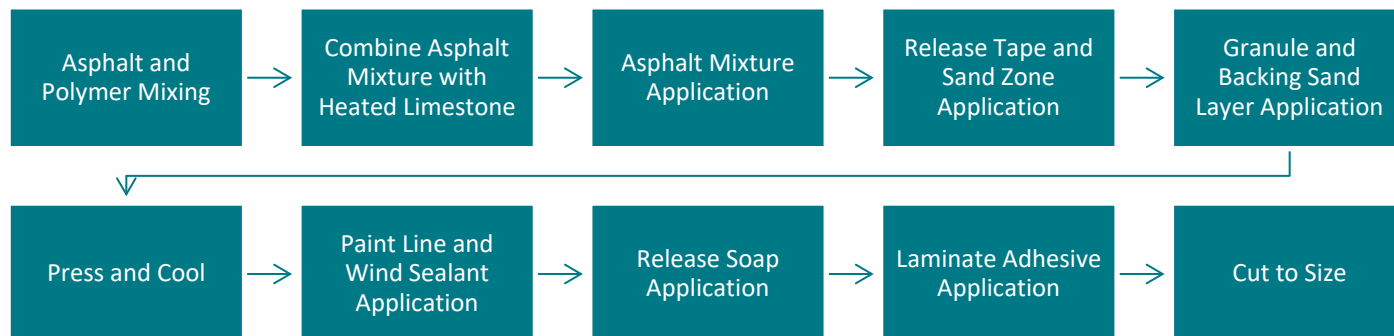 Asphalt and
Polymer Mixing
Combine Asphalt
Mixture with
Heated Limestone
Asphalt Mixture
Application
Release Tape and
Sand Zone
Application
Granule and
Backing Sand
Layer Application
Press and Cool
Paint Line and
Wind Sealant
Application
Release Soap
Application
Laminate Adhesive
Application
Cut to Size